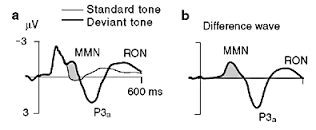 a
Standard tone
Deviant tone
μV
−3
MMN
RON
600 ms
3
P3a
b
Difference wave
MMN
RON
P3a